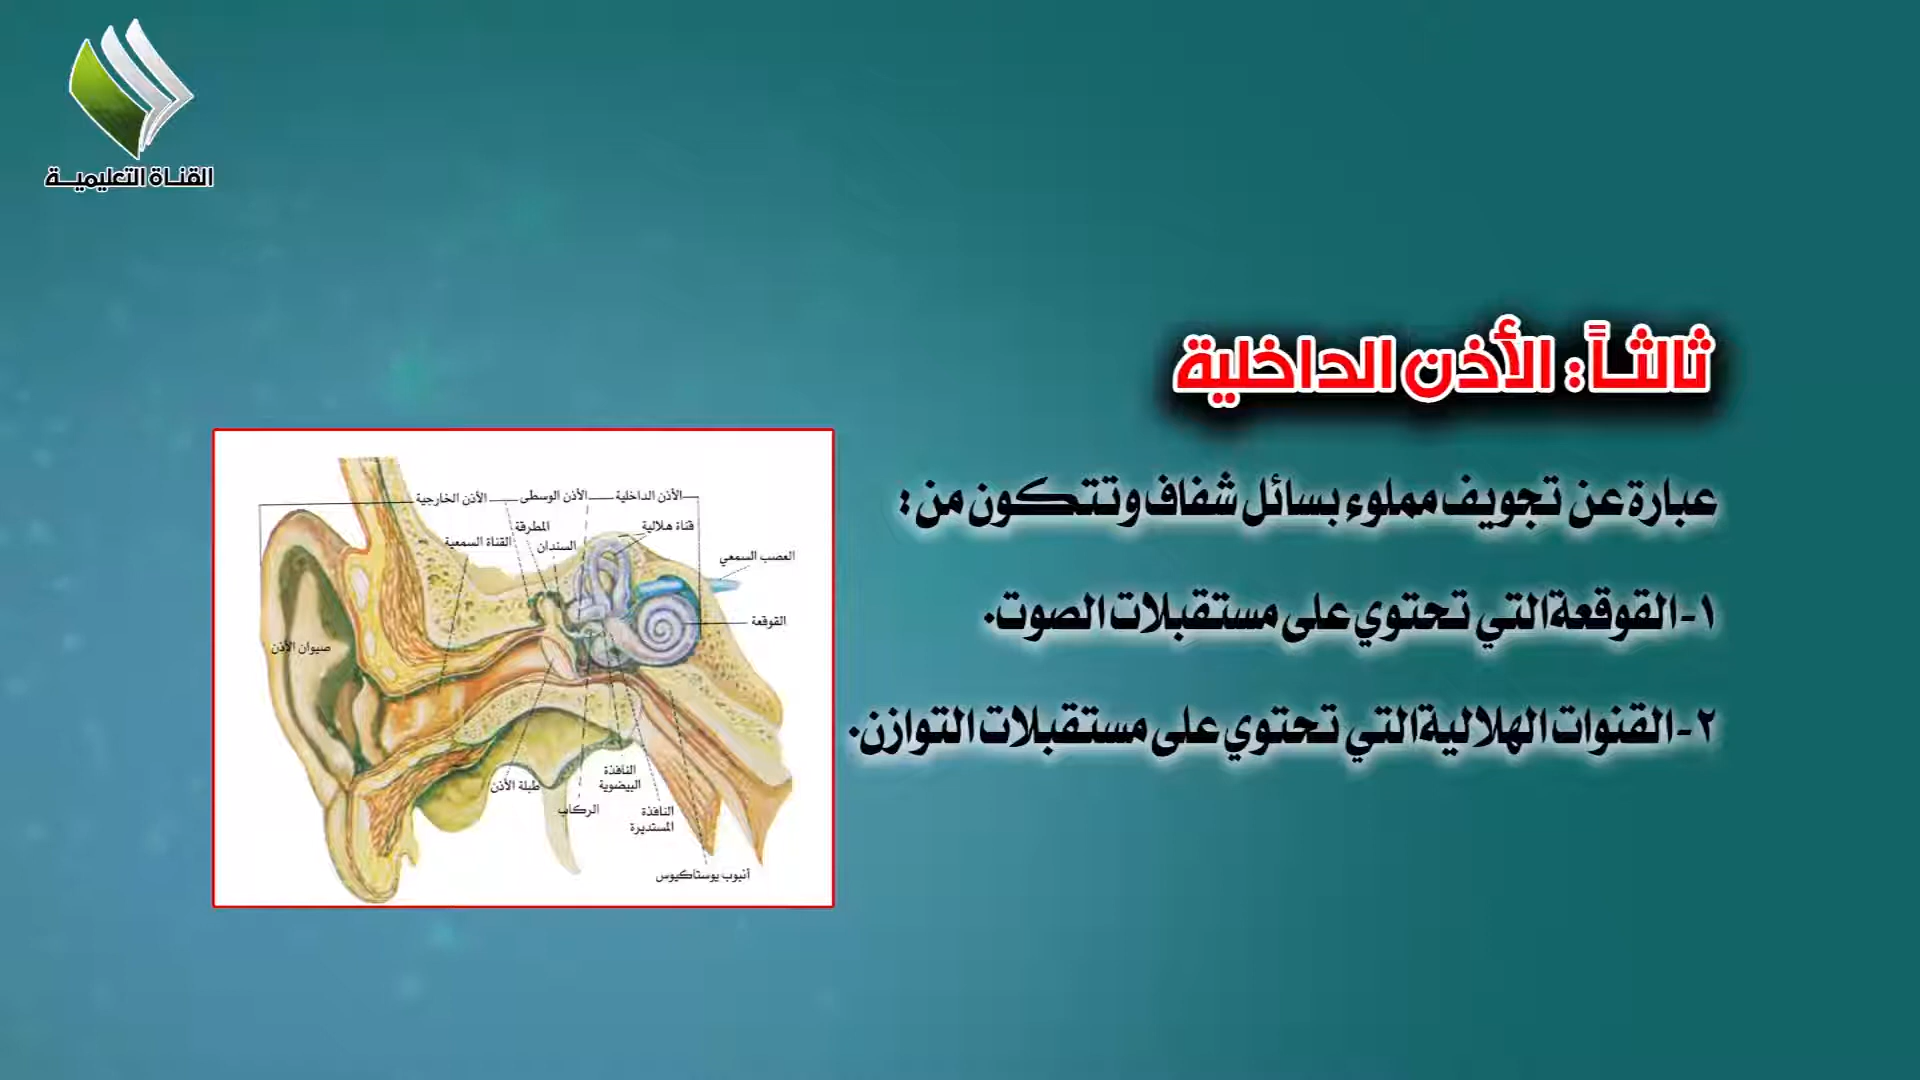 القناة التعليمية
ثالثاً: الأذن الداخلية
عبارة عن تجويف مملوء بسائل شفاف وتتكون من :
١- القوقعة التي تحتوي على مستقبلات الصوت.
٢- القنوات الهلالية التي تحتوي على مستقبلات التوازن.
الأذن الداخلية
الأذن الوسطى
الأذن الخارجية
قناة هلالية
المطرقة
القناة السمعية
السندان
العصب السمعي
القوقعة
صيوان الأذن
النافذة
البيضوية
طبلة الأذن
الركاب
النافذة
المستديرة
أنبوب يوستاكيوس